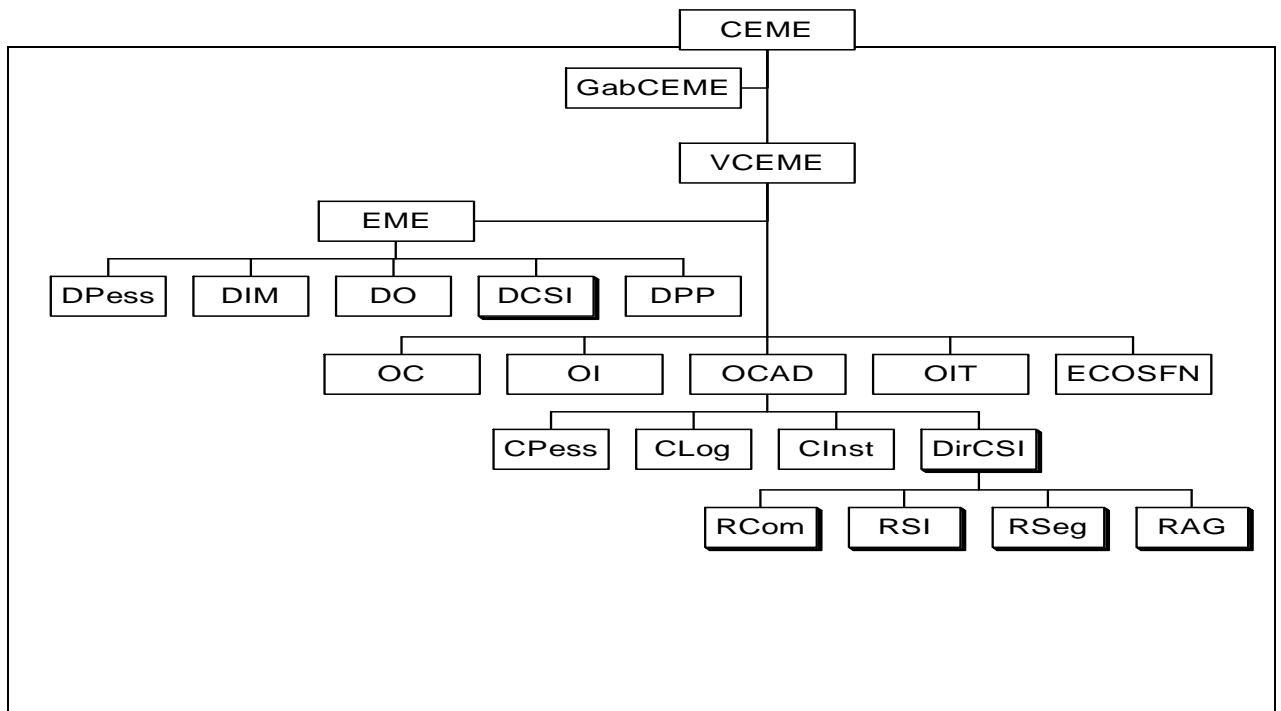 CEME
GabCEME
VCEME
EME
DPess DIM DO DCSI DPP
OC OI OCAD OIT ECOSFN
CPess CLog CInst DirCSI
RCom RSI RSeg RAG